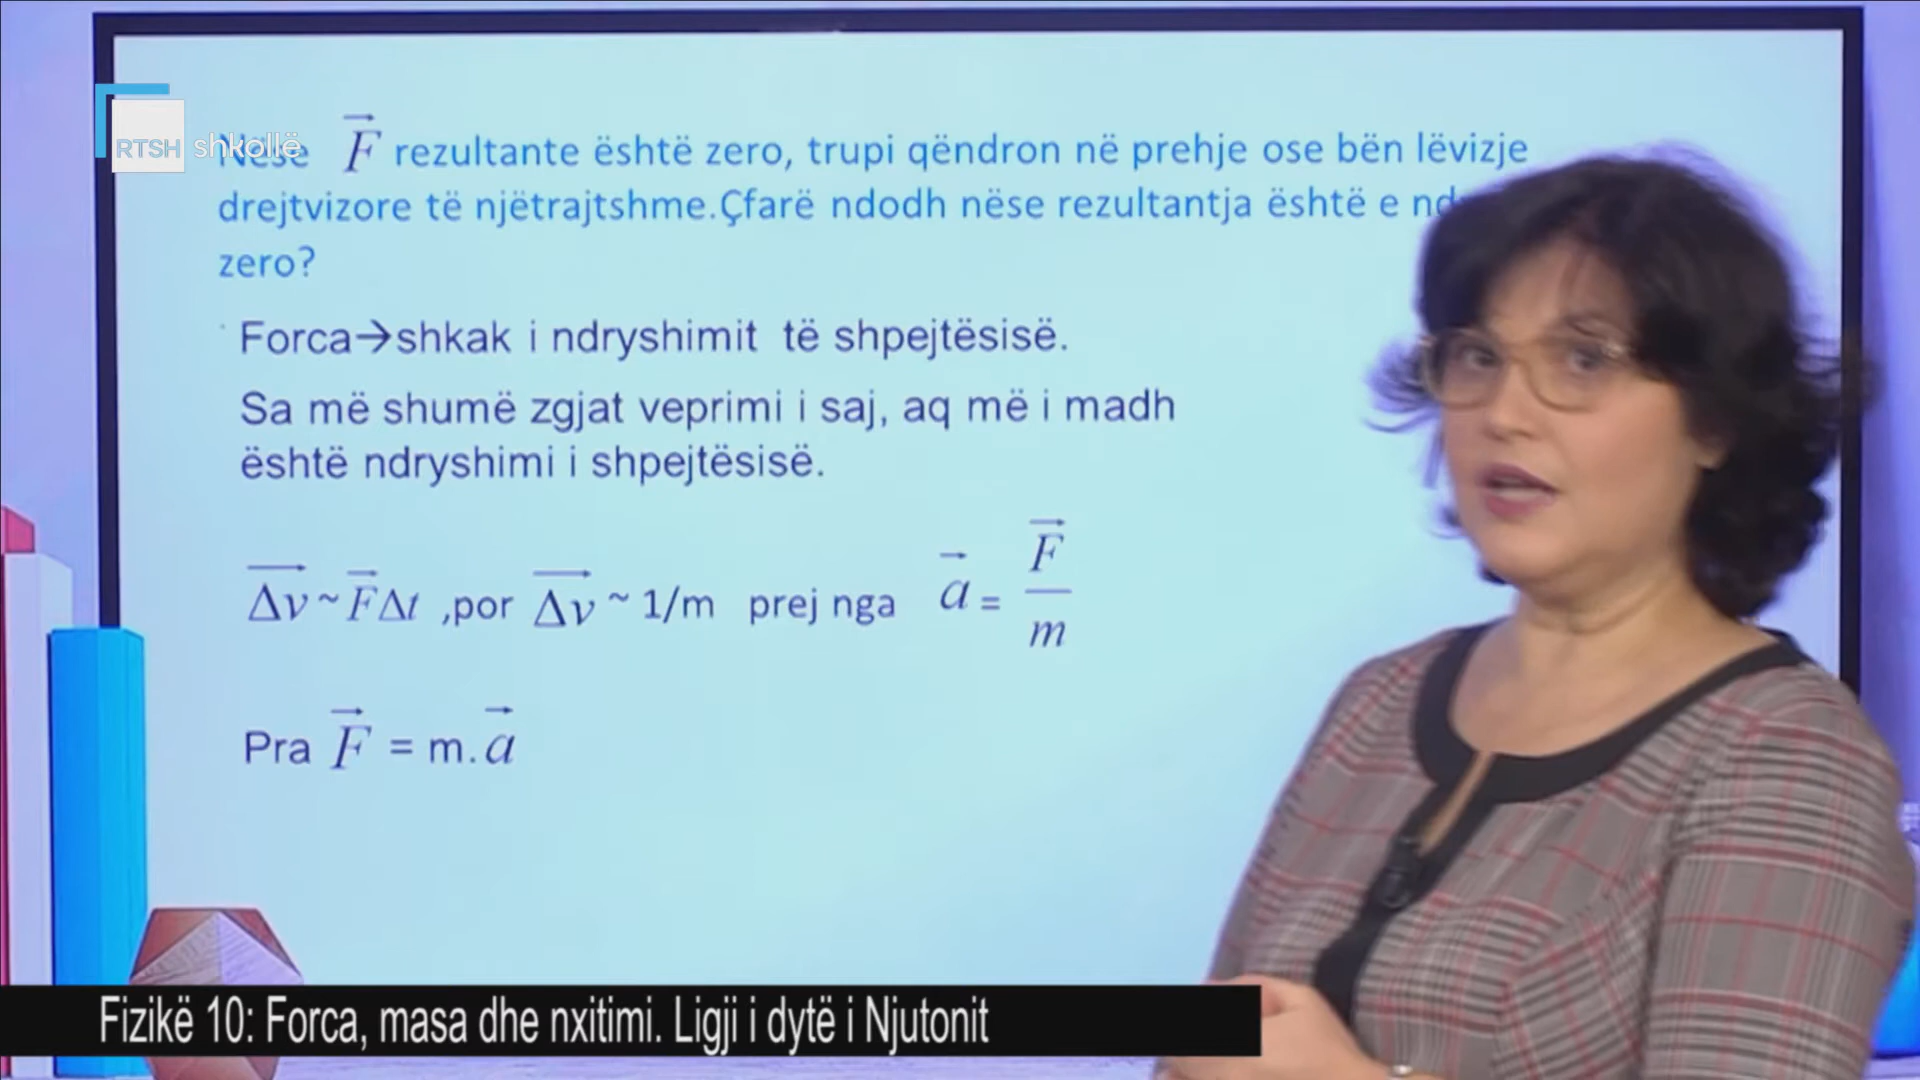 RTSH shkollë
Nëse F rezultante është zero, trupi qëndron në prehje ose bën lëvizje
drejtvizore të njëtrajtshme.Çfarë ndodh nëse rezultantja është e
zero?
Forca→shkak i ndryshimit të shpejtësisë.
Sa më shumë zgjat veprimi i saj, aq më i madh
është ndryshimi i shpejtësisë.
Δv⃗ ~ F⃗Δt ,por Δv⃗ ~ 1/m prej nga a⃗ = F⃗/m
Pra F⃗ = m.a⃗
Fizikë 10: Forca, masa dhe nxitimi. Ligji i dytë i Njutonit